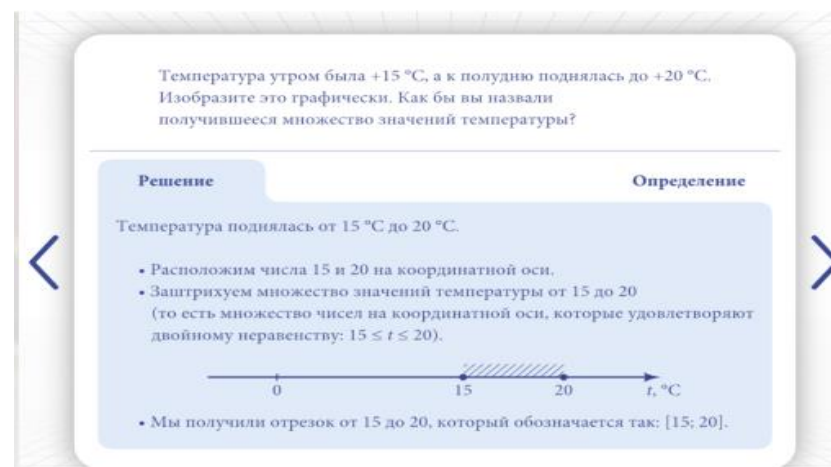 Температура утром была +15 °C, а к полудню поднялась до +20 °C.
Изобразите это графически. Как бы вы назвали
получившееся множество значений температуры?
Решение
Определение
Температура поднялась от 15 °C до 20 °C.
• Расположим числа 15 и 20 на координатной оси.
• Заштрихуем множество значений температуры от 15 до 20
(то есть множество чисел на координатной оси, которые удовлетворяют
двойному неравенству: 15 ≤ t ≤ 20).
0 15 20 t, °C
• Мы получили отрезок от 15 до 20, который обозначается так: [15; 20].